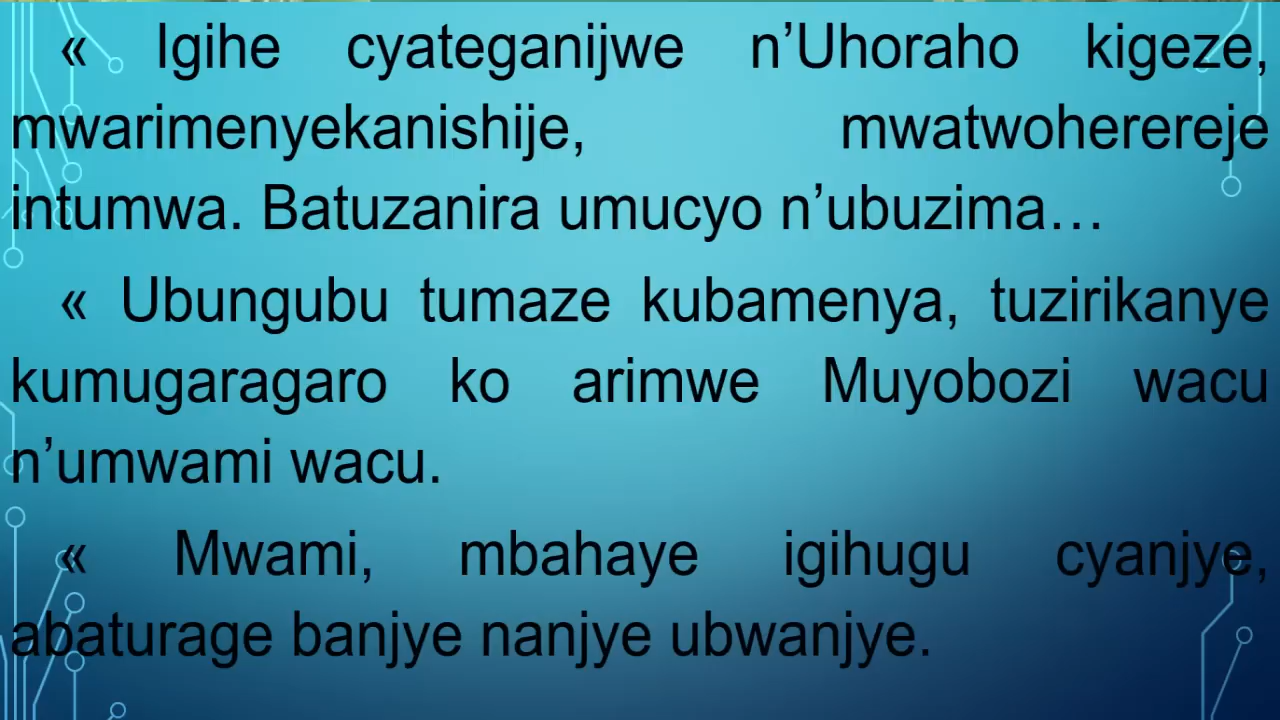 « Igihe cyateganijwe n’Uhoraho kigeze,
mwarimenyekanishije, mwatwoherereje
intumwa. Batuzanira umucyo n’ubuzima…
« Ubungubu tumaze kubamenya, tuzirikanye
kumugaragaro ko arimwe Muyobozi wacu
n’umwami wacu.
« Mwami, mbahaye igihugu cyanjye,
abaturage banjye nanjye ubwanjye.